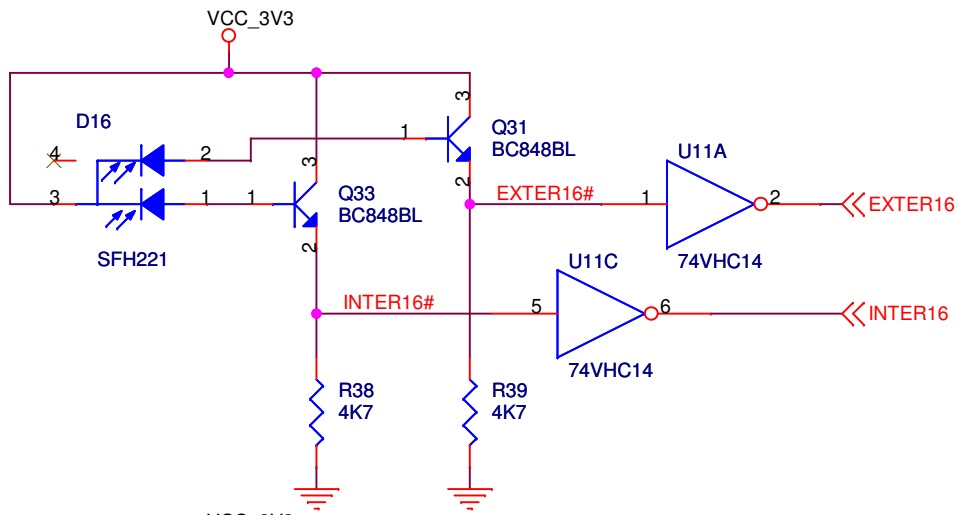 VCC_3V3
D16
4
2
3
1
SFH221
1
3
2
Q33
BC848BL
1
3
2
Q31
BC848BL
EXTER16#
1
U11A
2
74VHC14
EXTER16
INTER16#
5
U11C
6
74VHC14
INTER16
R38
4K7
R39
4K7